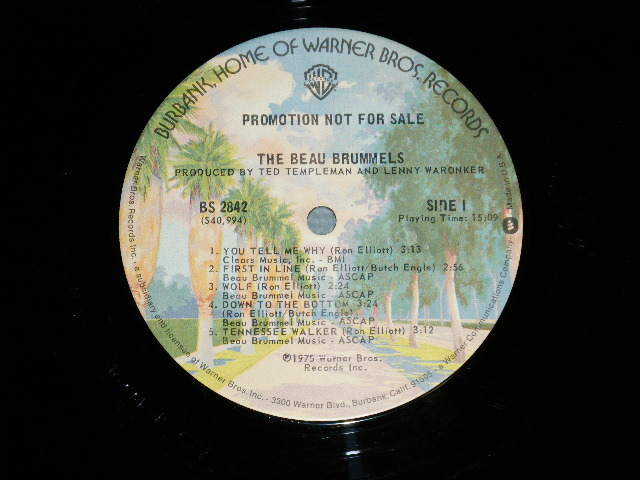 BURBANK, HOME OF WARNER BROS. RECORDS
PROMOTION NOT FOR SALE
THE BEAU BRUMMELS
PRODUCED BY TED TEMPLEMAN AND LENNY WARONKER
BS 2842
(S40,994)
SIDE 1
Playing Time: 15:09
1. YOU TELL ME WHY (Ron Elliott) 3:13
Clears Music, Inc. - BMI
2. FIRST IN LINE (Ron Elliott/Butch Engle) 2:56
Beau Brummel Music - ASCAP
3. WOLF (Ron Elliott) 2:24
Beau Brummel Music - ASCAP
4. DOWN TO THE BOTTOM 3:24
(Ron Elliott/Butch Engle)
Beau Brummel Music - ASCAP
5. TENNESSEE WALKER (Ron Elliott) 3:12
Beau Brummel Music - ASCAP
℗1975 Warner Bros.
Records Inc.
Warner Bros. Records Inc. - a subsidiary and licensee of Warner Bros. Inc. - 3300 Warner Blvd., Burbank, Calif. 91505 - a Warner Communications Company - Made in U.S.A.